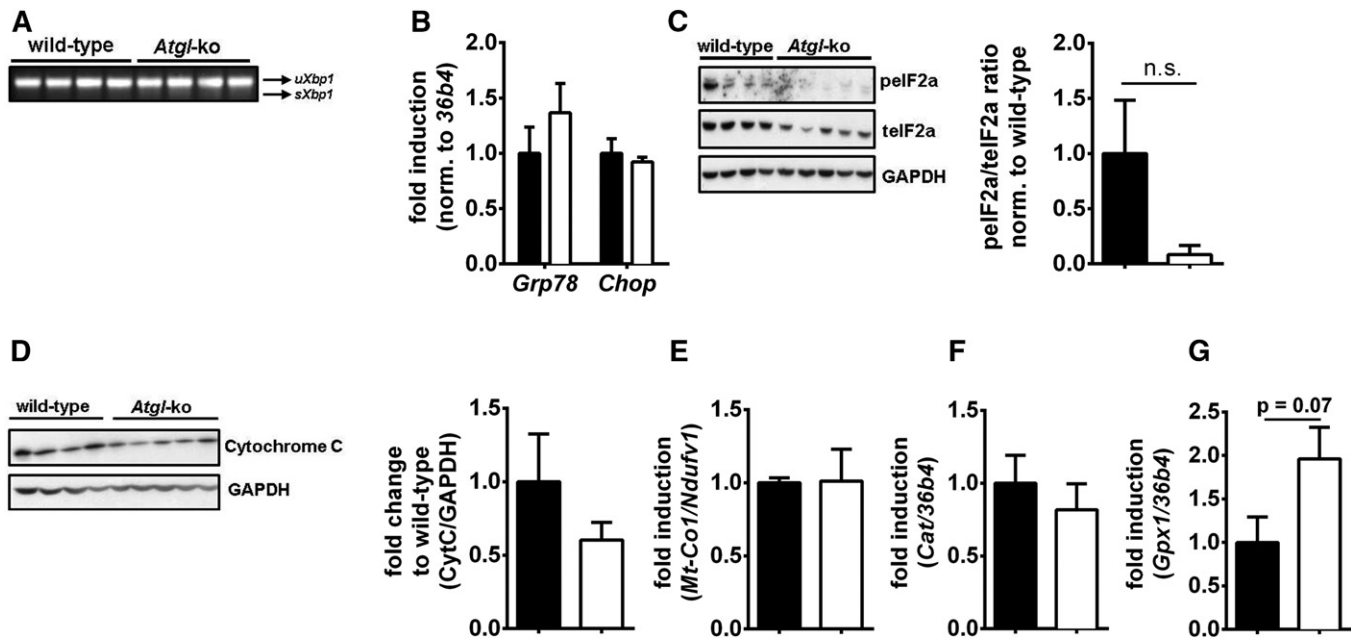 A
wild-type Atgl-ko
uXbp1
sXbp1
B
fold induction
(norm. to 36b4)
2.0
1.5
1.0
0.5
0.0
Grp78 Chop
C
wild-type Atgl-ko
peIF2a
teIF2a
GAPDH
peIF2a/teIF2a ratio
norm. to wild-type
2.0
1.5
1.0
0.5
0.0
n.s.
D
wild-type Atgl-ko
Cytochrome C
GAPDH
fold change
to wild-type
(CytC/GAPDH)
1.5
1.0
0.5
0.0
E
fold induction
(Mt-Co1/Ndufv1)
1.5
1.0
0.5
0.0
F
fold induction
(Cat/36b4)
1.5
1.0
0.5
0.0
G
fold induction
(Gpx1/36b4)
2.5
2.0
1.5
1.0
0.5
0.0
p = 0.07